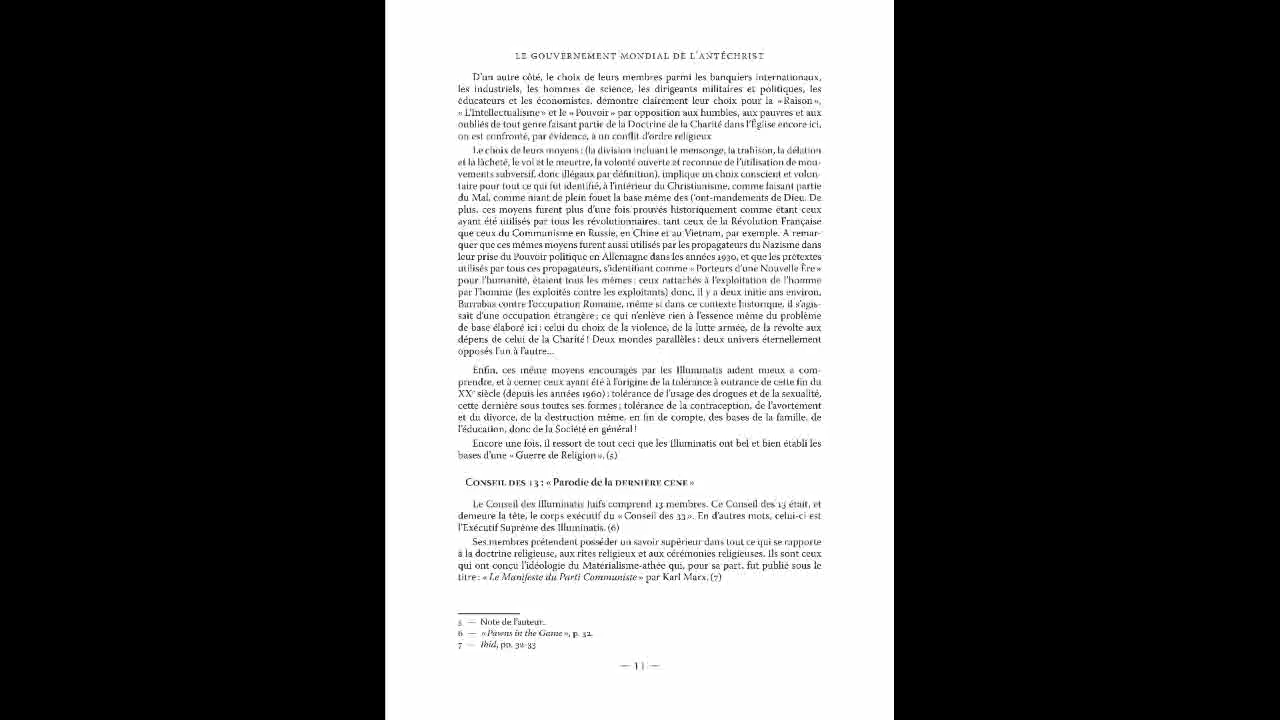 LE GOUVERNEMENT MONDIAL DE L'ANTÉCHRIST
D'un autre côté, le choix de leurs membres parmi les banquiers internationaux,
les industriels, les hommes de science, les dirigeants militaires et politiques, les
éducateurs et les économistes, démontre clairement leur choix pour la « Raison »,
« L'Intellectualisme » et le « Pouvoir » par opposition aux humbles, aux pauvres et aux
oubliés de tout genre faisant partie de la Doctrine de la Charité dans l'Église encore ici,
on est confronté, par évidence, à un conflit d'ordre religieux
Le choix de leurs moyens : (la division incluant le mensonge, la trahison, la délation
et la lâcheté, le vol et le meurtre, la volonté ouverte et reconnue de l'utilisation de mou-
vements subversif, donc illégaux par définition), implique un choix conscient et volon-
taire pour tout ce qui fut identifié, à l'intérieur du Christianisme, comme faisant partie
du Mal, comme niant de plein fouet la base même des (‘ont-mandements de Dieu. De
plus, ces moyens furent plus d'une fois prouvés historiquement comme étant ceux
ayant été utilisés par tous les révolutionnaires, tant ceux de la Révolution Française
que ceux du Communisme en Russie, en Chine et au Vietnam, par exemple. A remar-
quer que ces mêmes moyens furent aussi utilisés par les propagateurs du Nazisme dans
leur prise du Pouvoir politique en Allemagne dans les années 1930, et que les prétextes
utilisés par tous ces propagateurs, s'identifiant comme « Porteurs d'une Nouvelle Ère »
pour l'humanité, étaient tous les mêmes : ceux rattachés à l'exploitation de l'homme
par l'homme (les exploités contre les exploitants) donc, il y a deux initie ans environ,
Barrabas contre l'occupation Romaine, même si dans ce contexte historique, il s'agis-
sait d'une occupation étrangère ; ce qui n'enlève rien à l'essence même du problème
de base élaboré ici : celui du choix de la violence, de la lutte armée, de la révolte aux
dépens de celui de la Charité ! Deux mondes parallèles : deux univers éternellement
opposés l'un à l'autre...
Enfin, ces même moyens encouragés par les Illuminatis aident mieux a com-
prendre, et à cerner ceux ayant été à l'origine de la tolérance à outrance de cette fin du
XXe siècle (depuis les années 1960) ; tolérance de l'usage des drogues et de la sexualité,
cette dernière sous toutes ses formes ; tolérance de la contraception, de l'avortement
et du divorce, de la destruction même, en fin de compte, des bases de la famille, de
l'éducation, donc de la Société en général !
Encore une fois, il ressort de tout ceci que les Illuminatis ont bel et bien établi les
bases d'une « Guerre de Religion ». (5)
CONSEIL DES 13 : « Parodie de la DERNIÈRE CENE »
Le Conseil des Illuminatis Juifs comprend 13 membres. Ce Conseil des 13 était, et
demeure la tête, le corps exécutif du « Conseil des 33 ». En d'autres mots, celui-ci est
l'Exécutif Suprême des Illuminatis. (6)
Ses membres prétendent posséder un savoir supérieur dans tout ce qui se rapporte
à la doctrine religieuse, aux rites religieux et aux cérémonies religieuses. Ils sont ceux
qui ont conçu l'idéologie du Matérialisme-athée qui, pour sa part, fut publié sous le
titre : « Le Manifeste du Parti Communiste » par Karl Marx. (7)
5 — Note de l'auteur.
6 — « Pawns in the Game », p. 32.
7 — Ibid, pp. 32-33
— 11 —